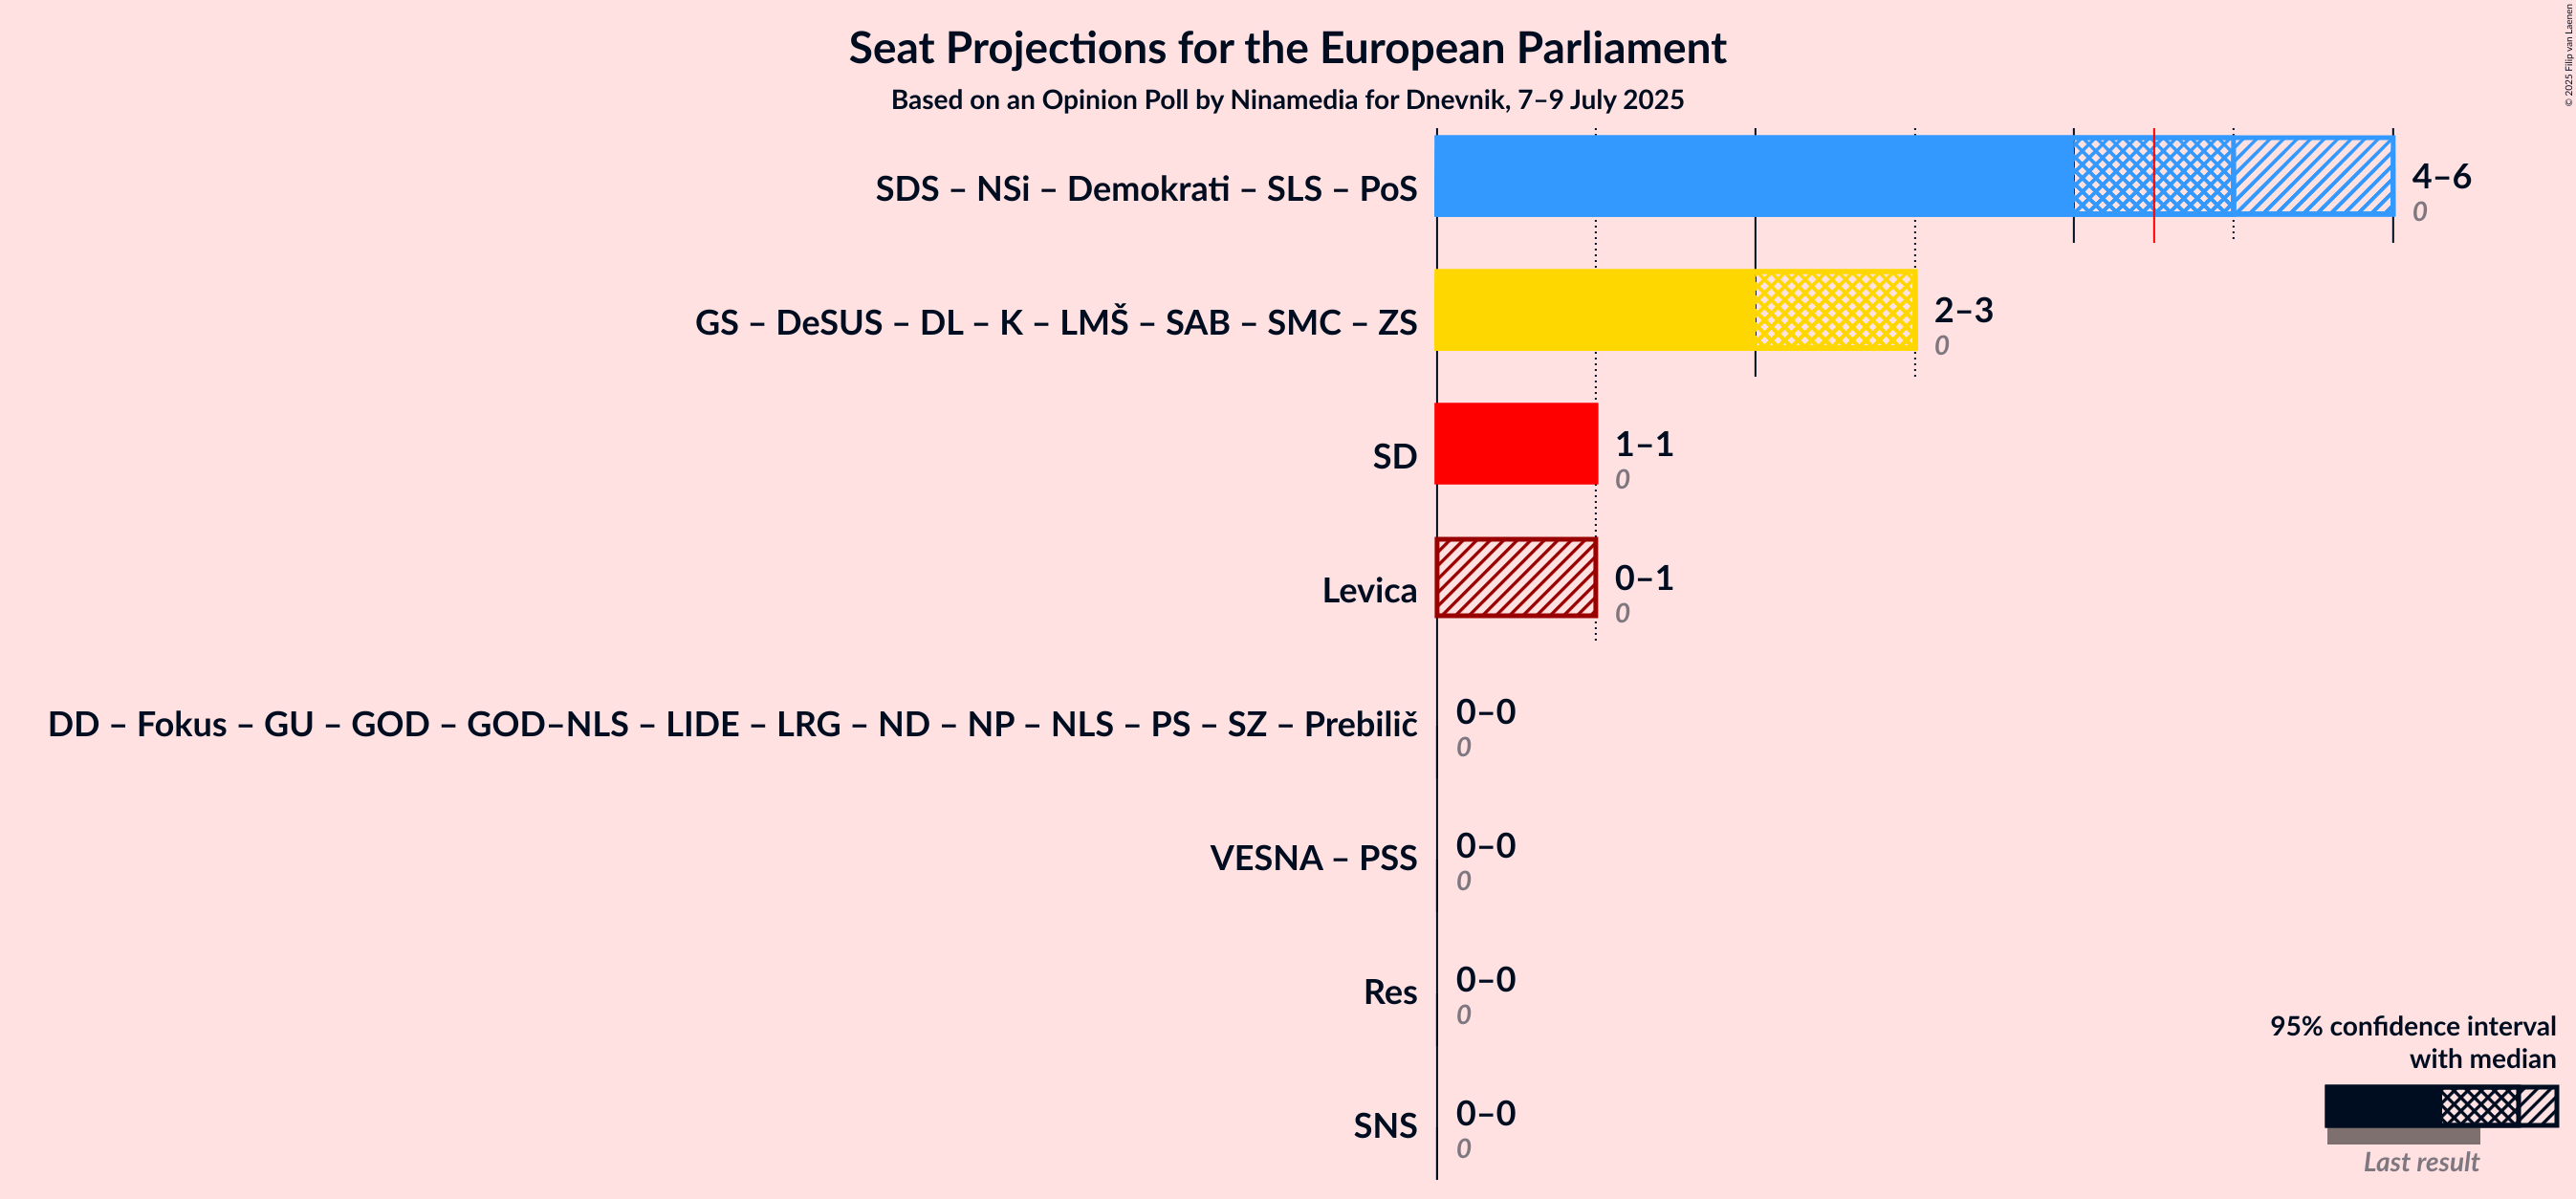 Seat Projections for the European Parliament
Based on an Opinion Poll by Ninamedia for Dnevnik, 7–9 July 2025
© 2025 Filip van Laenen
SDS – NSi – Demokrati – SLS – PoS
4–6
0
GS – DeSUS – DL – K – LMŠ – SAB – SMC – ZS
2–3
0
SD
1–1
0
Levica
0–1
0
DD – Fokus – GU – GOD – GOD–NLS – LIDE – LRG – ND – NP – NLS – PS – SZ – Prebilič
0–0
0
VESNA – PSS
0–0
0
Res
0–0
0
SNS
0–0
0
95% confidence interval
with median
Last result